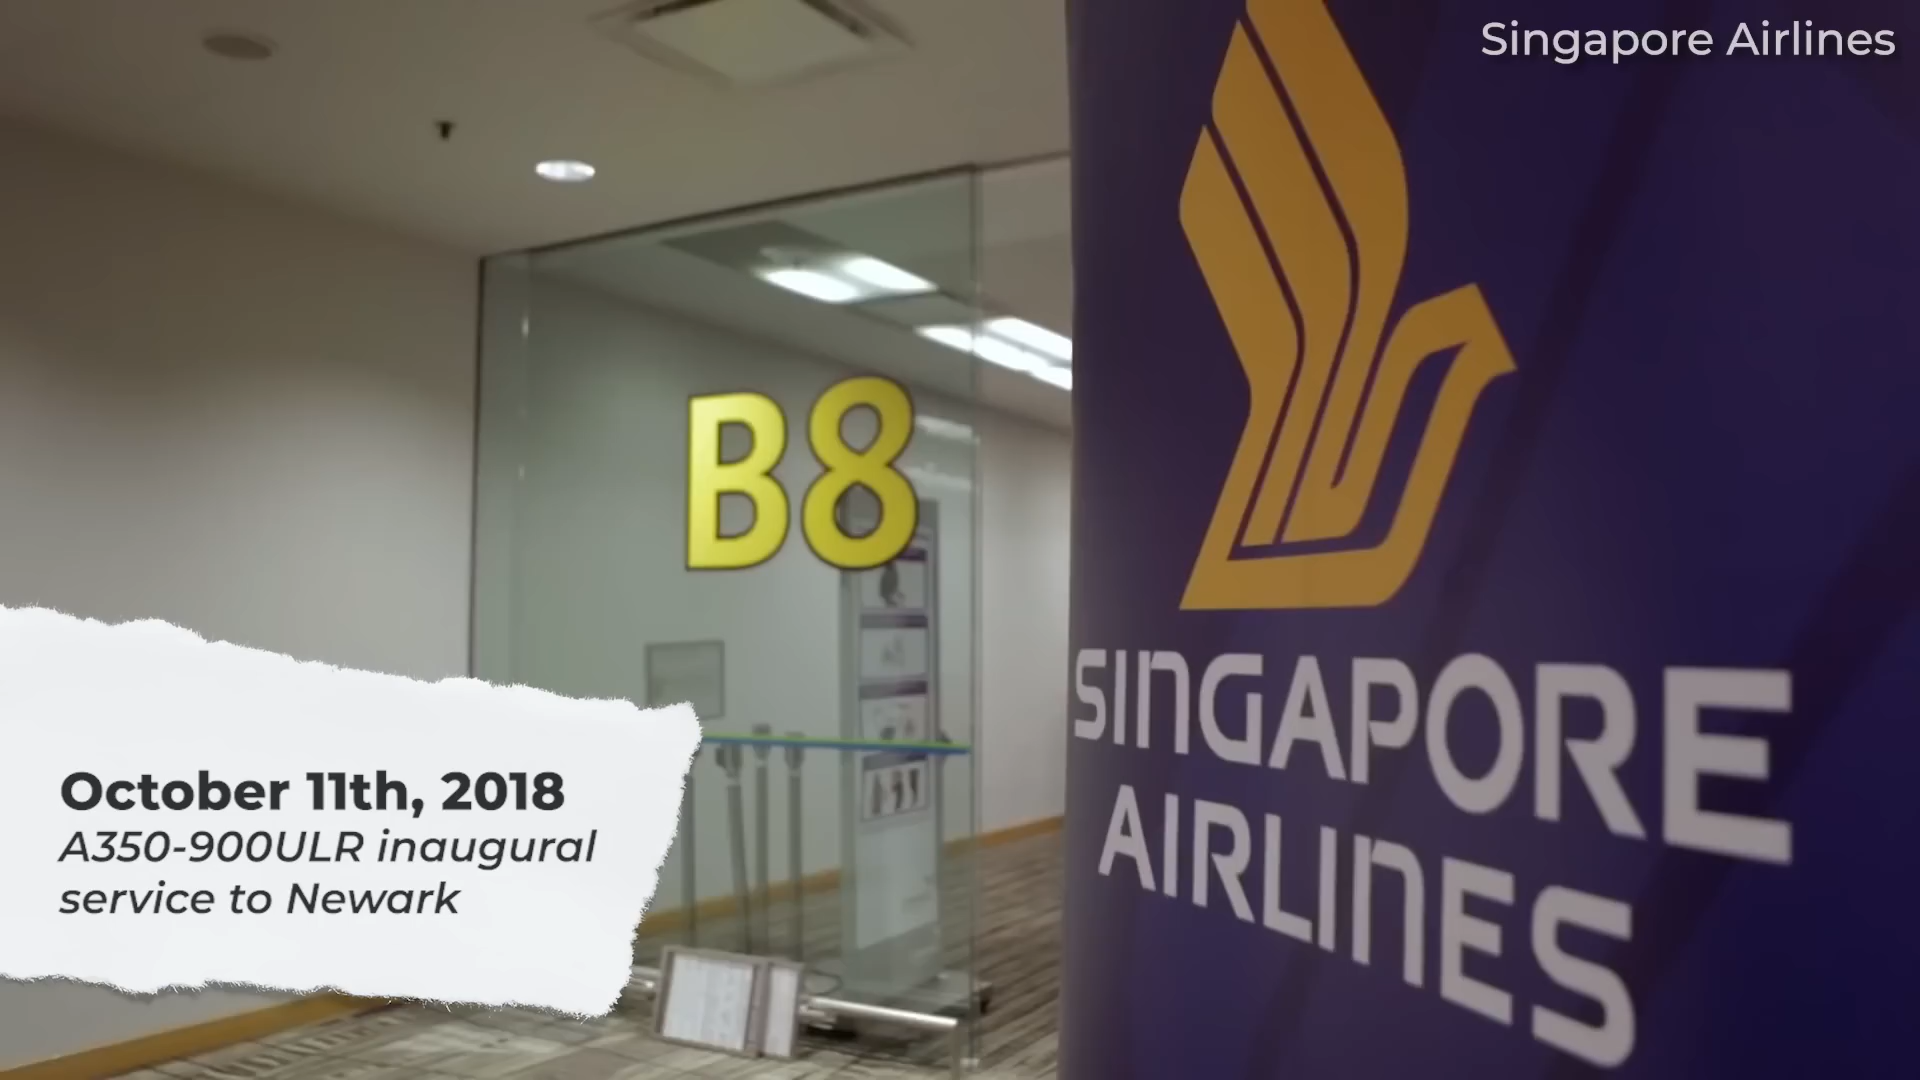 Singapore Airlines
B8
SINGAPORE
AIRLINES
October 11th, 2018
A350-900ULR inaugural
service to Newark